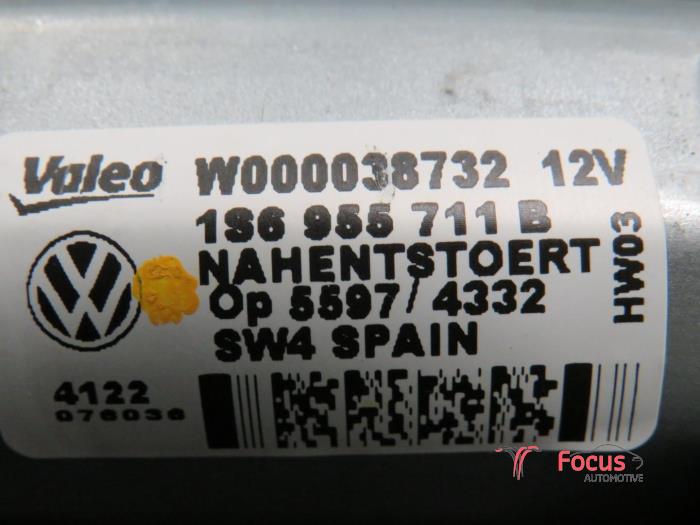 Valeo W000038732 12V
1S6 955 711 B
NAHENTSTOERT
Op 5597/4332
SW4 SPAIN
HW03
4122
076036
Focus
AUTOMOTIVE